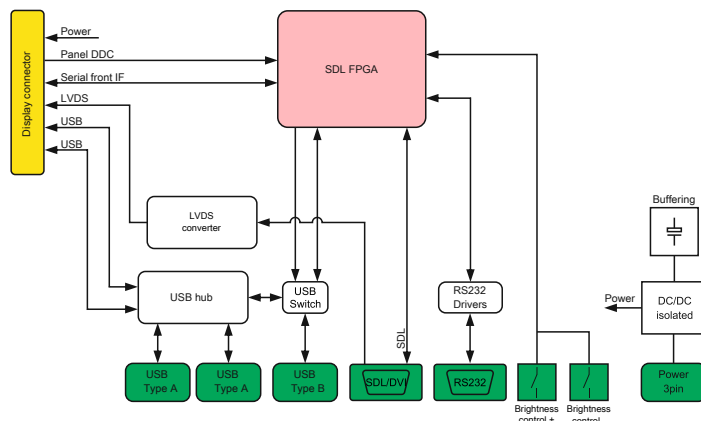 Display connector
Power
Panel DDC
Serial front IF
LVDS
USB
USB
SDL FPGA
LVDS
converter
USB hub
USB
Switch
RS232
Drivers
SDL
Buffering
Power
DC/DC
isolated
USB
Type A
USB
Type A
USB
Type B
SDL/DVI
RS232
Brightness
control +
Brightness
control
Power
3pin